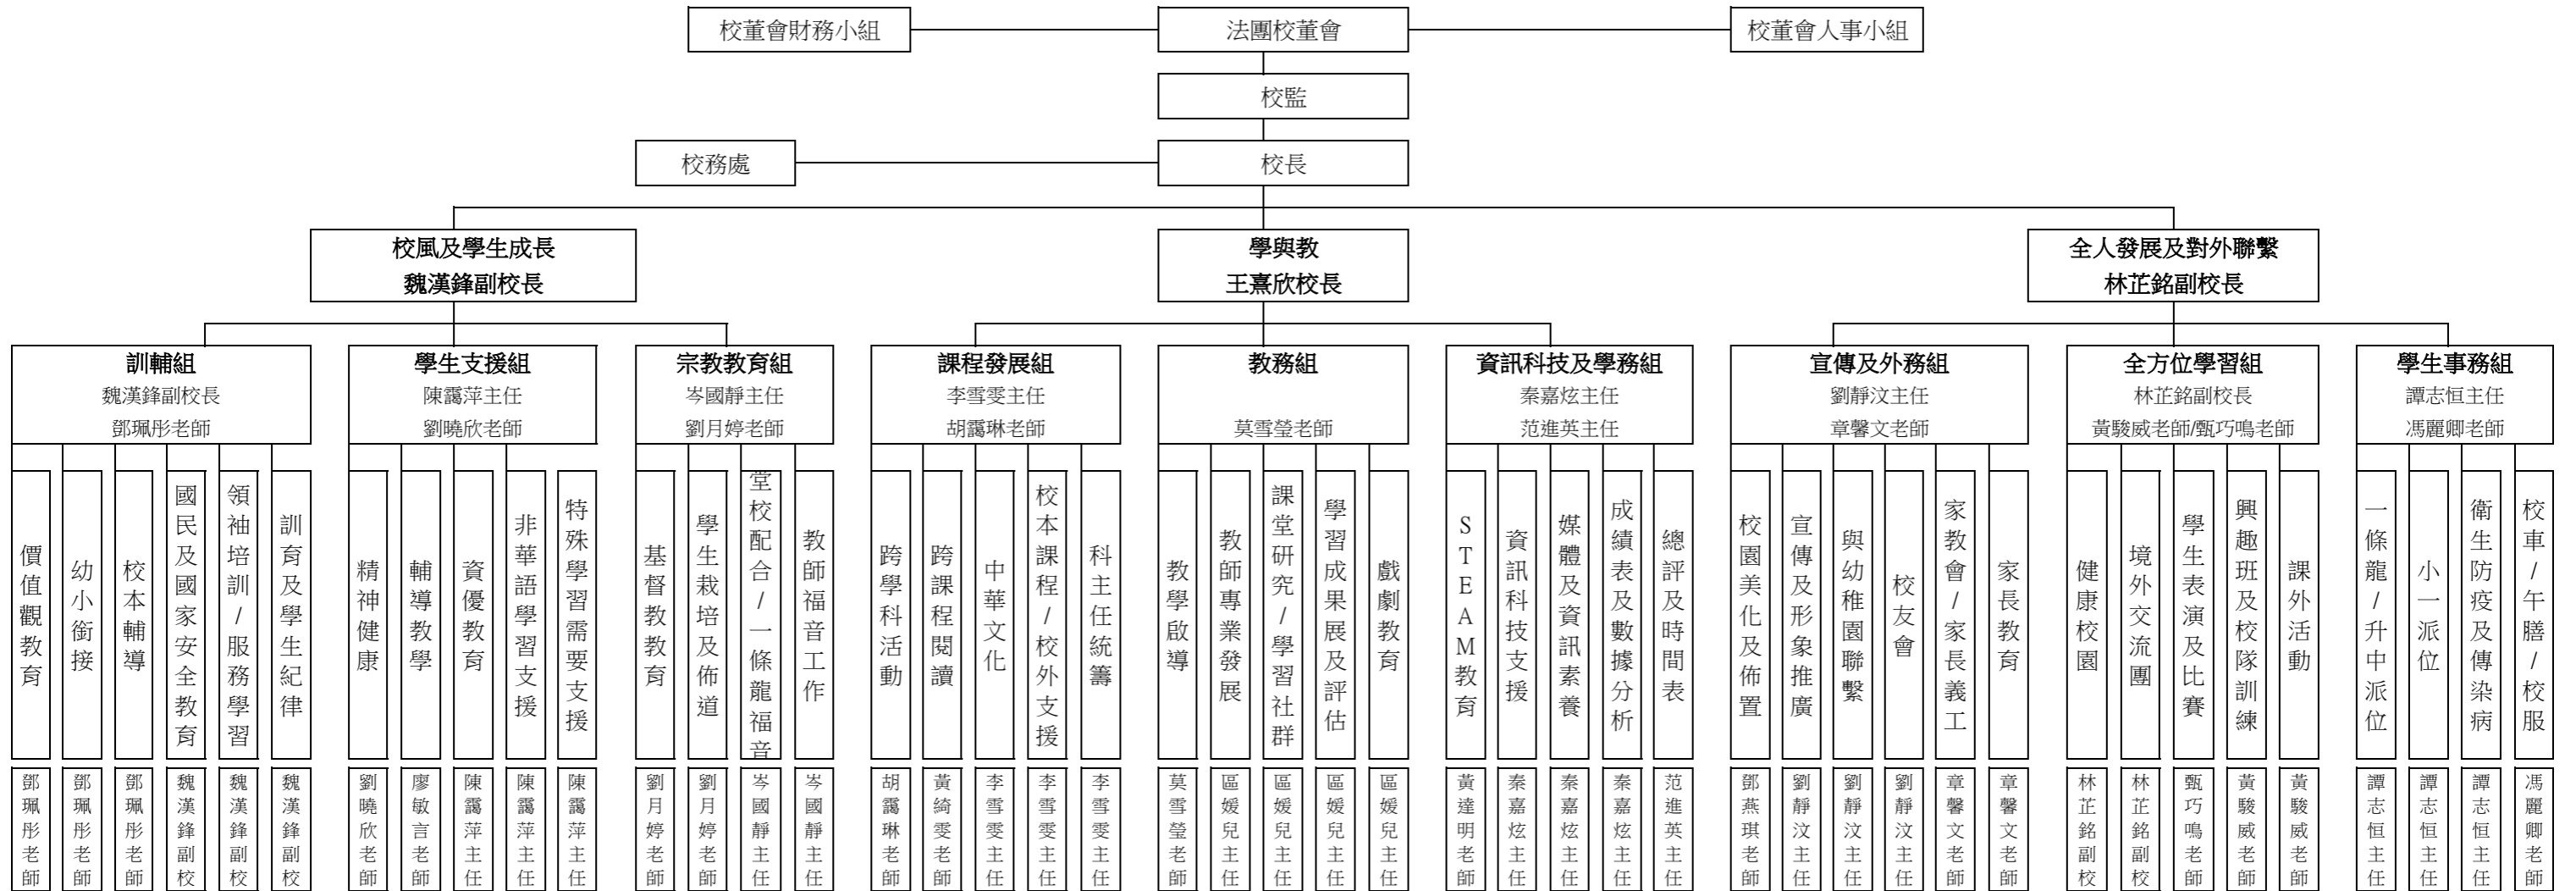 校董會財務小組
法團校董會
校董會人事小組
校監
校務處
校長
校風及學生成長
魏漢鋒副校長
學與教
王熹欣校長
全人發展及對外聯繫
林芷銘副校長
訓輔組
魏漢鋒副校長
鄧珮彤老師
學生支援組
陳靄萍主任
劉曉欣老師
宗教教育組
岑國靜主任
劉月婷老師
課程發展組
李雪雯主任
胡靄琳老師
教務組
莫雪瑩老師
資訊科技及學務組
秦嘉炫主任
范進英主任
宣傳及外務組
劉靜汶主任
章馨文老師
全方位學習組
林芷銘副校長
黃駿威老師/甄巧鳴老師
學生事務組
譚志恒主任
馮麗卿老師
價值觀教育
幼小銜接
校本輔導
國民及國家安全教育
領袖培訓/服務學習
訓育及學生紀律
精神健康
輔導教學
資優教育
非華語學習支援
特殊學習需要支援
基督教教育
學生栽培及佈道
堂校配合/一條龍福音
教師福音工作
跨學科活動
跨課程閱讀
中華文化
校本課程/校外支援
科主任統籌
教學啟導
教師專業發展
課堂研究/學習社群
學習成果展及評估
戲劇教育
STEAM教育
資訊科技支援
媒體及資訊素養
成績表及數據分析
總評及時間表
校園美化及佈置
宣傳及形象推廣
與幼稚園聯繫
校友會
家教會/家長義工
家長教育
健康校園
境外交流團
學生表演及比賽
興趣班及校隊訓練
課外活動
一條龍/升中派位
小一派位
衛生防疫及傳染病
校車/午膳/校服
鄧珮彤老師
鄧珮彤老師
鄧珮彤老師
魏漢鋒副校
魏漢鋒副校
魏漢鋒副校
劉曉欣老師
廖敏言老師
陳靄萍主任
陳靄萍主任
陳靄萍主任
劉月婷老師
劉月婷老師
岑國靜主任
岑國靜主任
胡靄琳老師
黃綺雯老師
李雪雯主任
李雪雯主任
李雪雯主任
莫雪瑩老師
區媛兒主任
區媛兒主任
區媛兒主任
區媛兒主任
黃達明老師
秦嘉炫主任
秦嘉炫主任
秦嘉炫主任
范進英主任
鄧燕琪老師
劉靜汶主任
劉靜汶主任
劉靜汶主任
章馨文老師
章馨文老師
林芷銘副校
林芷銘副校
甄巧鳴老師
黃駿威老師
黃駿威老師
譚志恒主任
譚志恒主任
譚志恒主任
馮麗卿老師